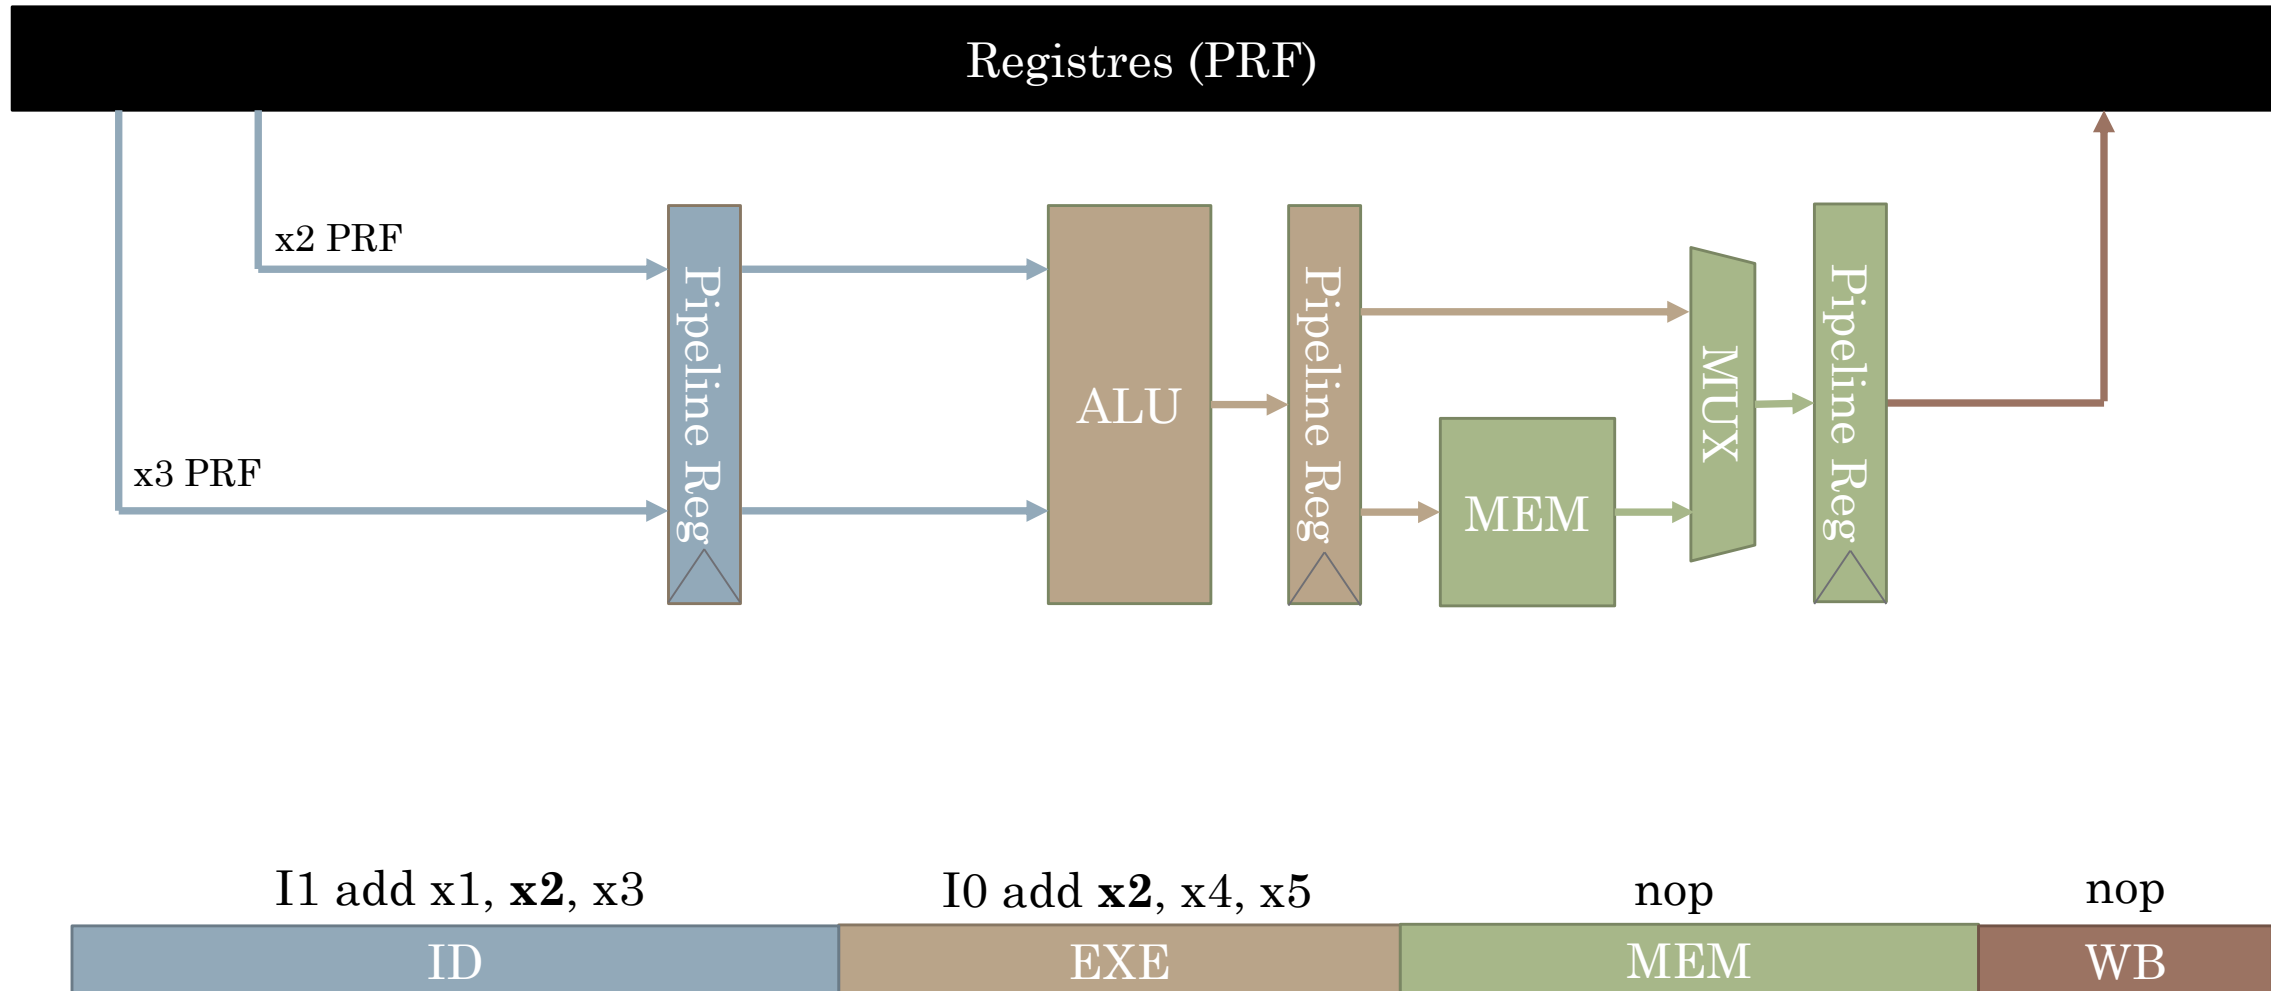 Registres (PRF)
x2 PRF
x3 PRF
Pipeline Reg
ALU
Pipeline Reg
MEM
MUX
Pipeline Reg
I1 add x1, x2, x3
I0 add x2, x4, x5
nop
nop
ID
EXE
MEM
WB